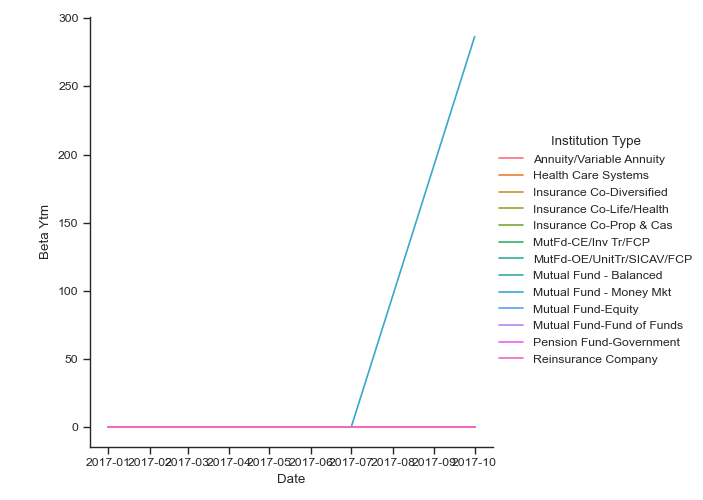 300
250
200
150
100
50
0
Beta Ytm
2017-01 2017-02 2017-03 2017-04 2017-05 2017-06 2017-07 2017-08 2017-09 2017-10
Date
Institution Type
Annuity/Variable Annuity
Health Care Systems
Insurance Co-Diversified
Insurance Co-Life/Health
Insurance Co-Prop & Cas
MutFd-CE/Inv Tr/FCP
MutFd-OE/UnitTr/SICAV/FCP
Mutual Fund - Balanced
Mutual Fund - Money Mkt
Mutual Fund-Equity
Mutual Fund-Fund of Funds
Pension Fund-Government
Reinsurance Company